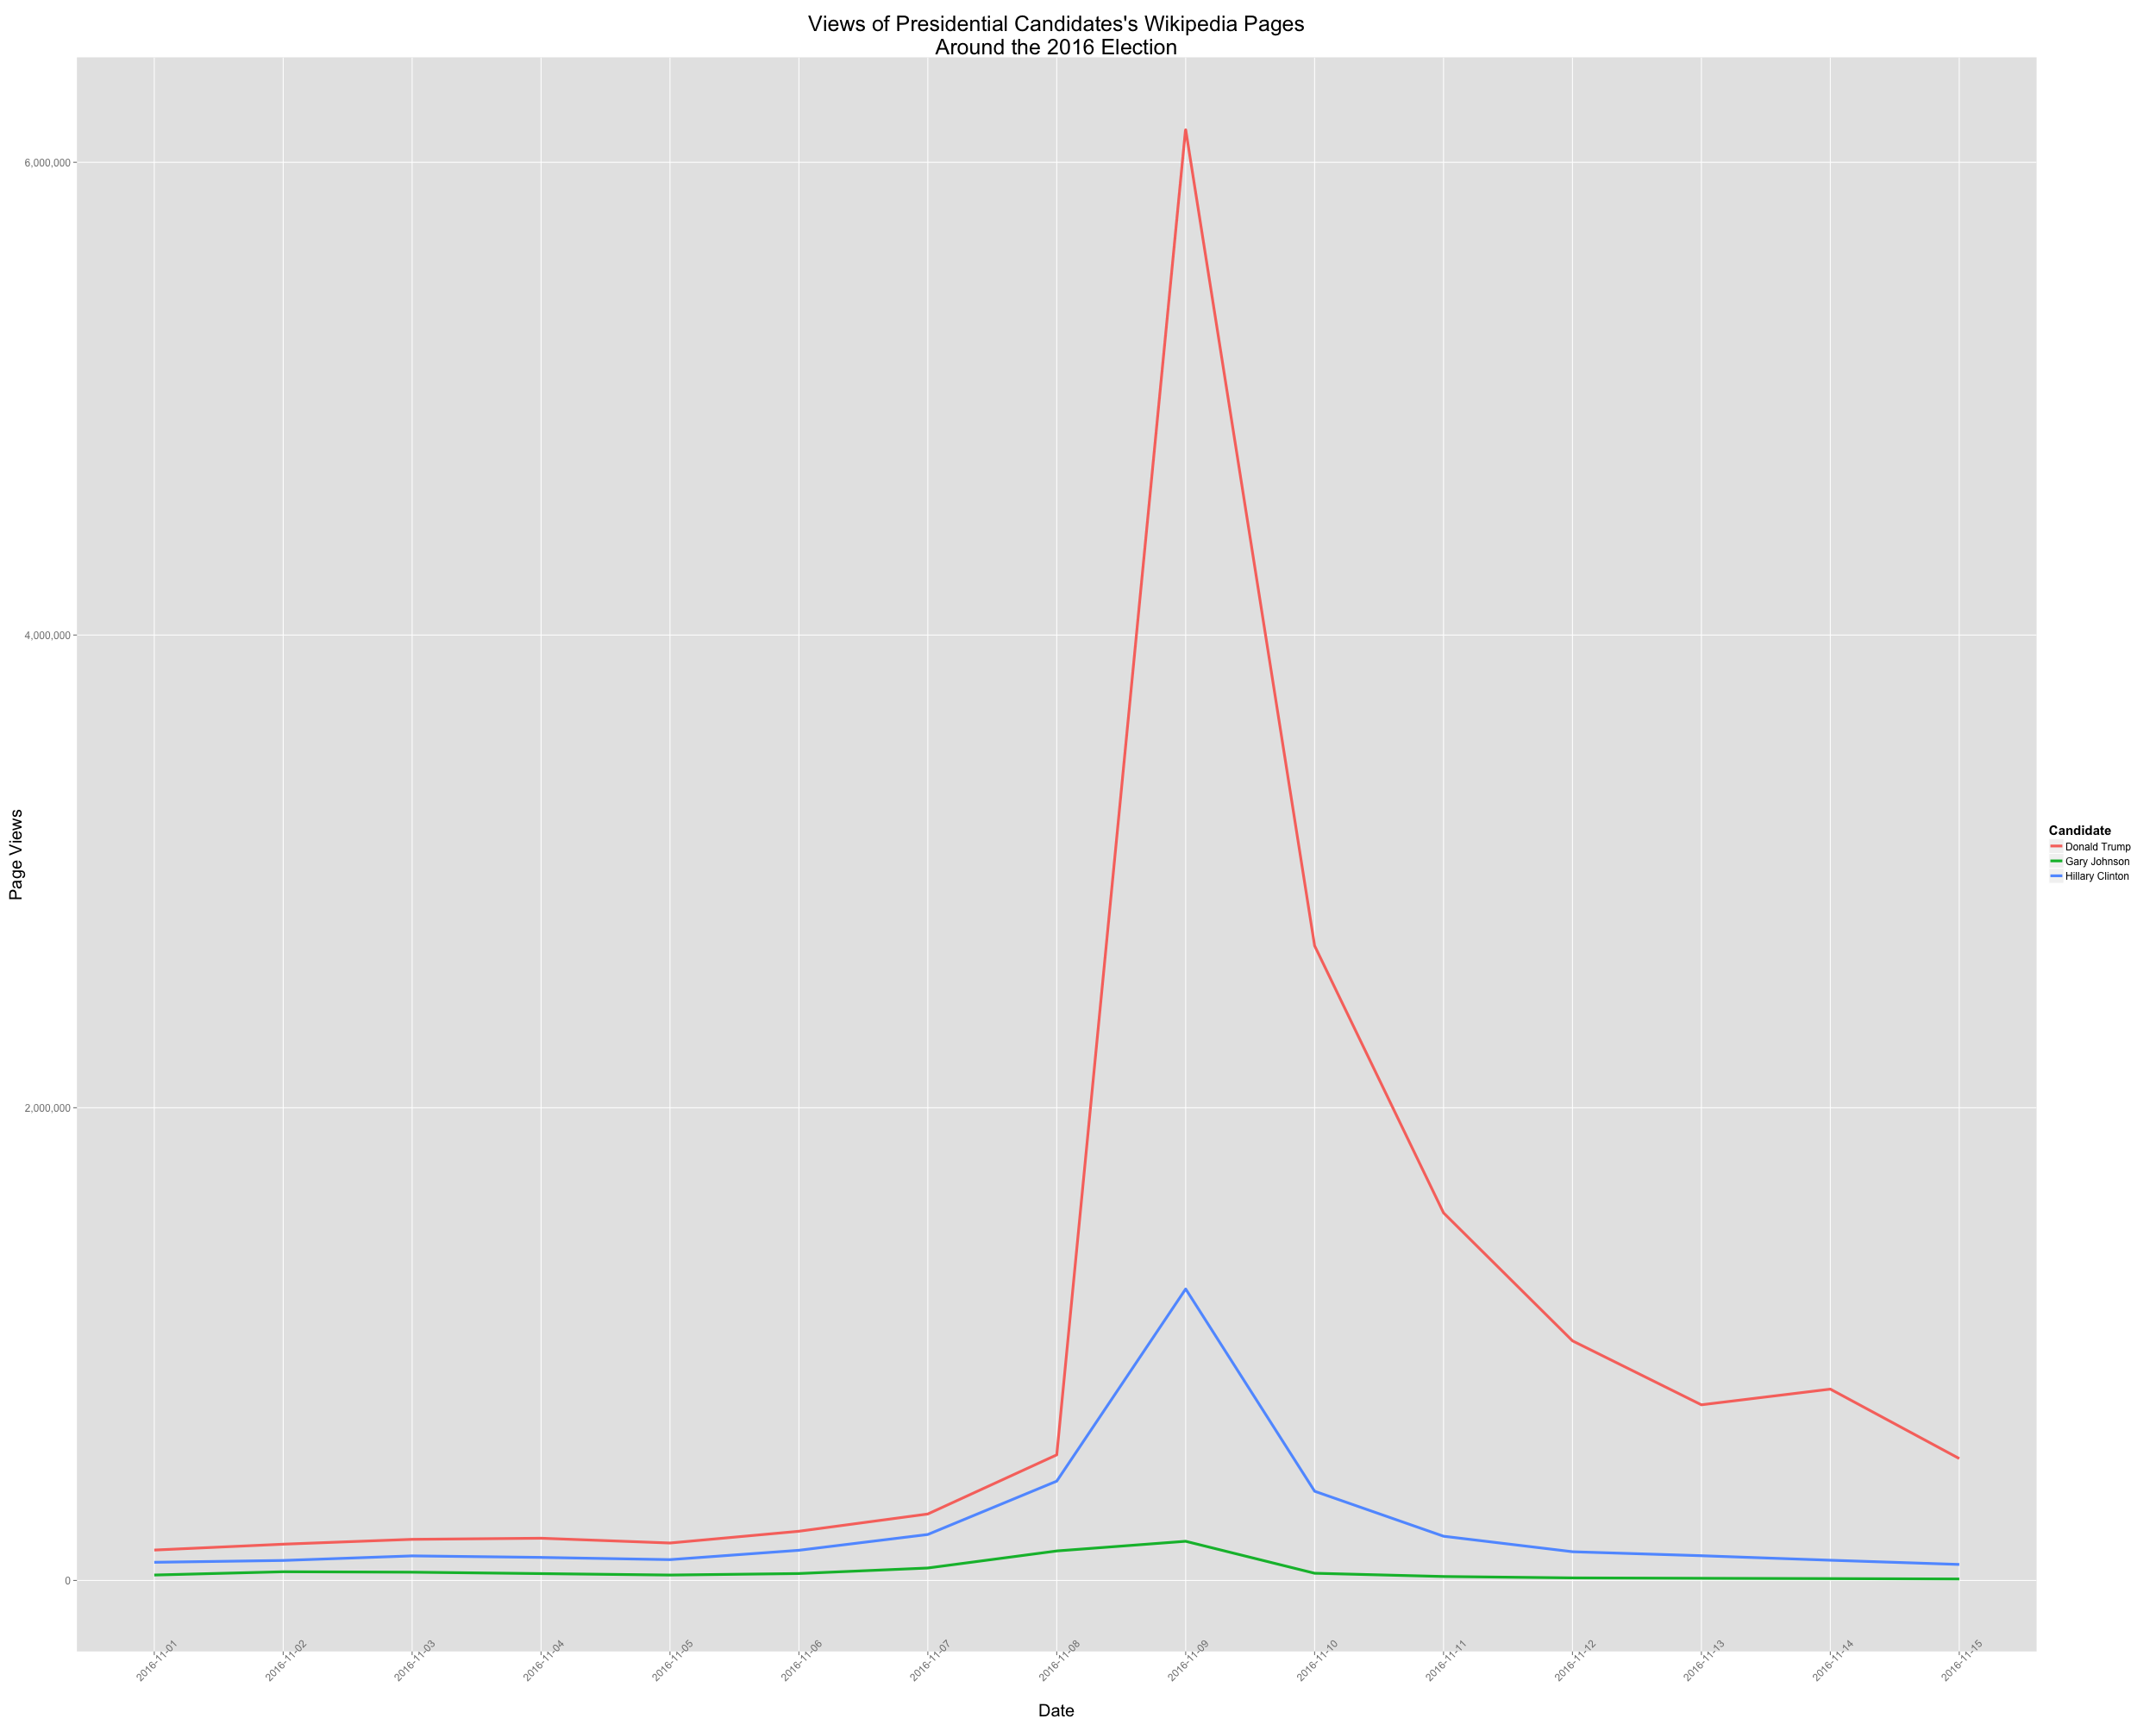 Views of Presidential Candidates's Wikipedia Pages
Around the 2016 Election
Page Views
6,000,000
4,000,000
2,000,000
0
2016-11-01
2016-11-02
2016-11-03
2016-11-04
2016-11-05
2016-11-06
2016-11-07
2016-11-08
2016-11-09
2016-11-10
2016-11-11
2016-11-12
2016-11-13
2016-11-14
2016-11-15
Date
Candidate
Donald Trump
Gary Johnson
Hillary Clinton